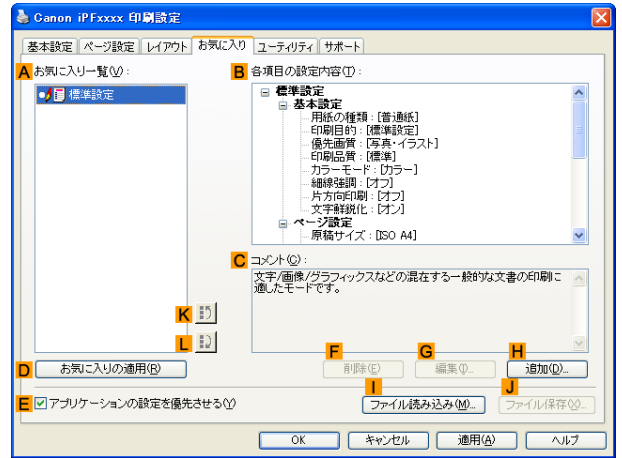 Canon iPFxxxx 印刷設定
基本設定 ページ設定 レイアウト お気に入り ユーティリティ サポート
A お気に入り一覧(V):
標準設定
B 各項目の設定内容(T):
標準設定
基本設定
用紙の種類:[普通紙]
印刷目的:[標準設定]
優先画質:[写真・イラスト]
印刷品質:[標準]
カラーモード:[カラー]
細線強調:[オフ]
片方向印刷:[オフ]
文字鮮鋭化:[オン]
ページ設定
原稿サイズ:[ISO A4]
C コメント(C):
文字/画像/グラフィックスなどの混在する一般的な文書の印刷に
適したモードです。
K
L
D お気に入りの適用(R)
F 削除(E)
G 編集(I)...
H 追加(D)...
E アプリケーションの設定を優先させる(Y)
I ファイル読み込み(M)...
J ファイル保存(X)...
OK キャンセル 適用(A) ヘルプ